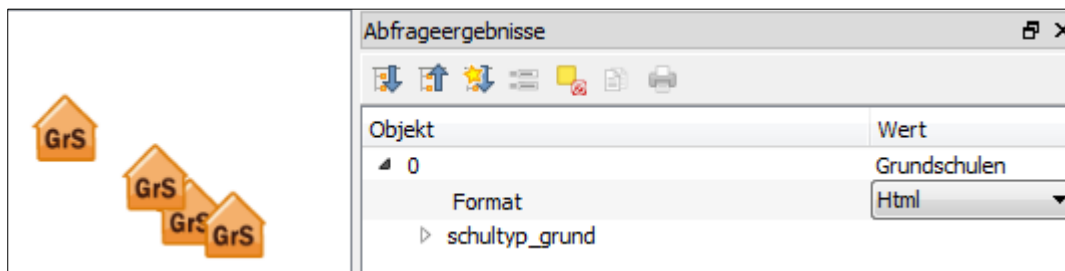 Abfrageergebnisse
Objekt Wert
0 Grundschulen
Format Html
schultyp_grund
GrS
GrS
GrS
GrS